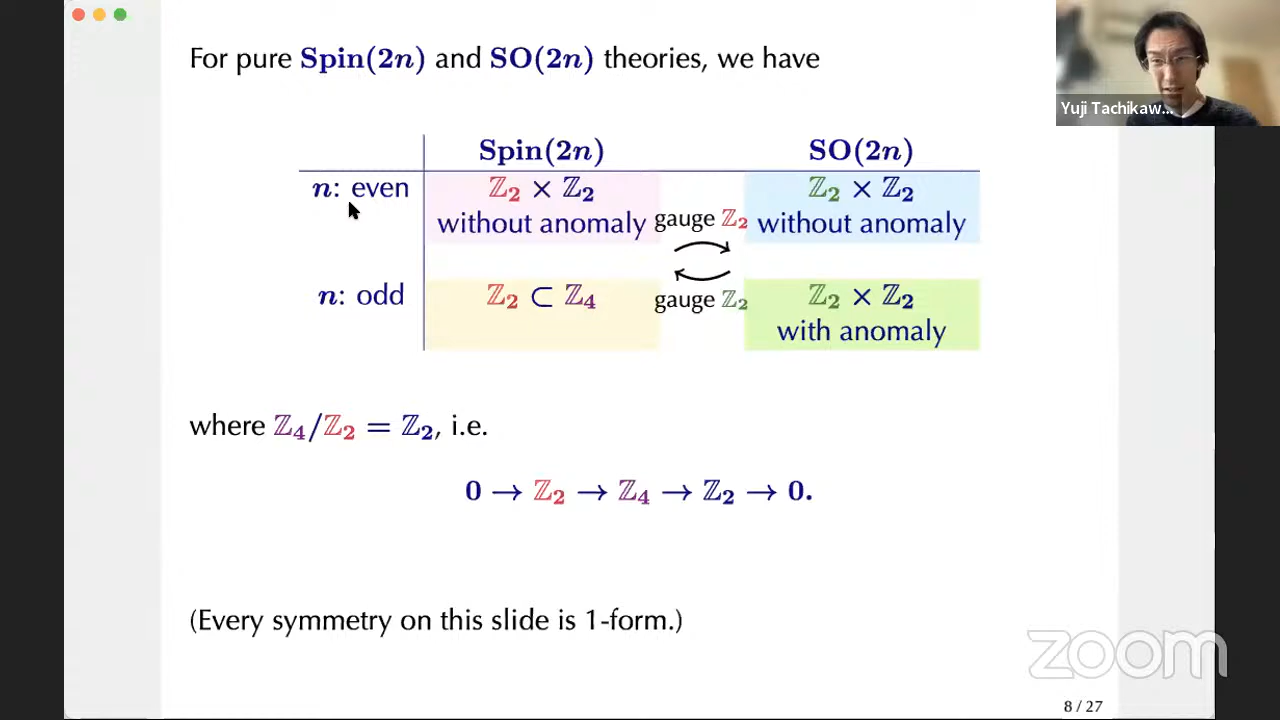 For pure Spin(2n) and SO(2n) theories, we have
Yuji Tachikaw...
Spin(2n) SO(2n)
n: even ℤ₂ × ℤ₂ ℤ₂ × ℤ₂
without anomaly gauge ℤ₂ without anomaly
n: odd ℤ₂ ⊂ ℤ₄ gauge ℤ₂ ℤ₂ × ℤ₂
with anomaly
where ℤ₄/ℤ₂ = ℤ₂, i.e.
0 → ℤ₂ → ℤ₄ → ℤ₂ → 0.
(Every symmetry on this slide is 1-form.)
zoom
8 / 27